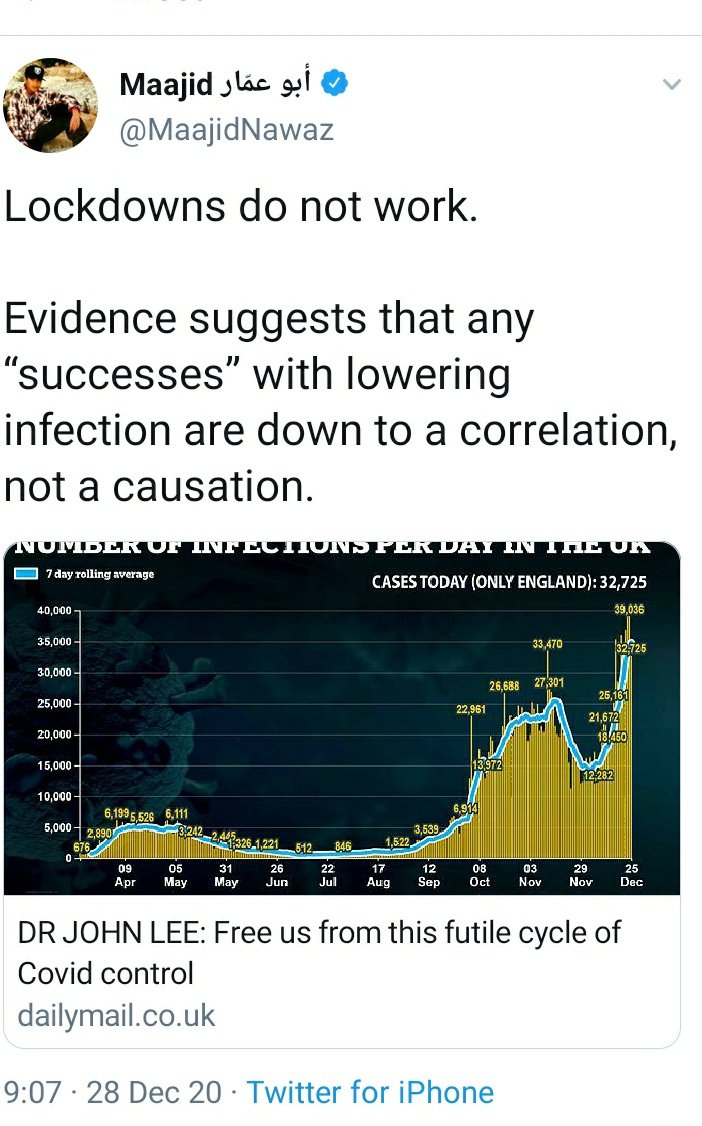 Maajid أبو عمّار
@MaajidNawaz
Lockdowns do not work.
Evidence suggests that any
“successes” with lowering
infection are down to a correlation,
not a causation.
NUMBER OF INFECTIONS PER DAY IN THE UK
7 day rolling average
CASES TODAY (ONLY ENGLAND): 32,725
40,000
35,000
30,000
25,000
20,000
15,000
10,000
5,000
0
676
2,890
6,199
5,526
6,111
3,242
2,445
1,326
1,221
512
846
1,522
3,539
6,914
22,961
13,972
26,688
33,470
27,301
12,282
18,450
21,672
25,161
39,036
32,725
09 Apr
05 May
31 May
26 Jun
22 Jul
17 Aug
12 Sep
08 Oct
03 Nov
29 Nov
25 Dec
DR JOHN LEE: Free us from this futile cycle of
Covid control
dailymail.co.uk
9:07 · 28 Dec 20 · Twitter for iPhone